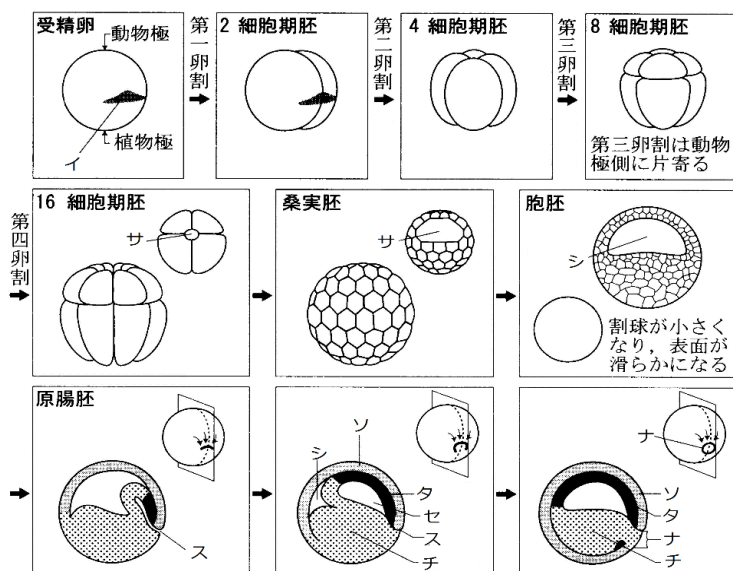 受精卵
動物極
植物極
イ
第一卵割
2 細胞期胚
第二卵割
4 細胞期胚
第三卵割
8 細胞期胚
第三卵割は動物
極側に片寄る
第四卵割
16 細胞期胚
サ
桑実胚
サ
胞胚
シ
割球が小さく
なり，表面が
滑らかになる
原腸胚
ス
シ
ソ
タ
セ
ス
チ
ナ
ソ
タ
ナ
チ